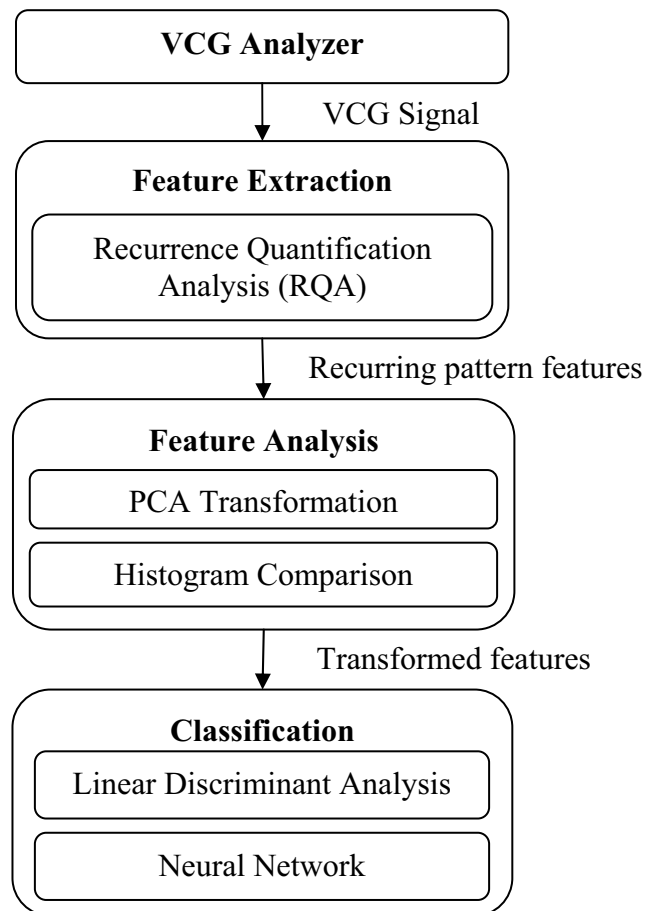 VCG Analyzer
VCG Signal
Feature Extraction
Recurrence Quantification
Analysis (RQA)
Recurring pattern features
Feature Analysis
PCA Transformation
Histogram Comparison
Transformed features
Classification
Linear Discriminant Analysis
Neural Network